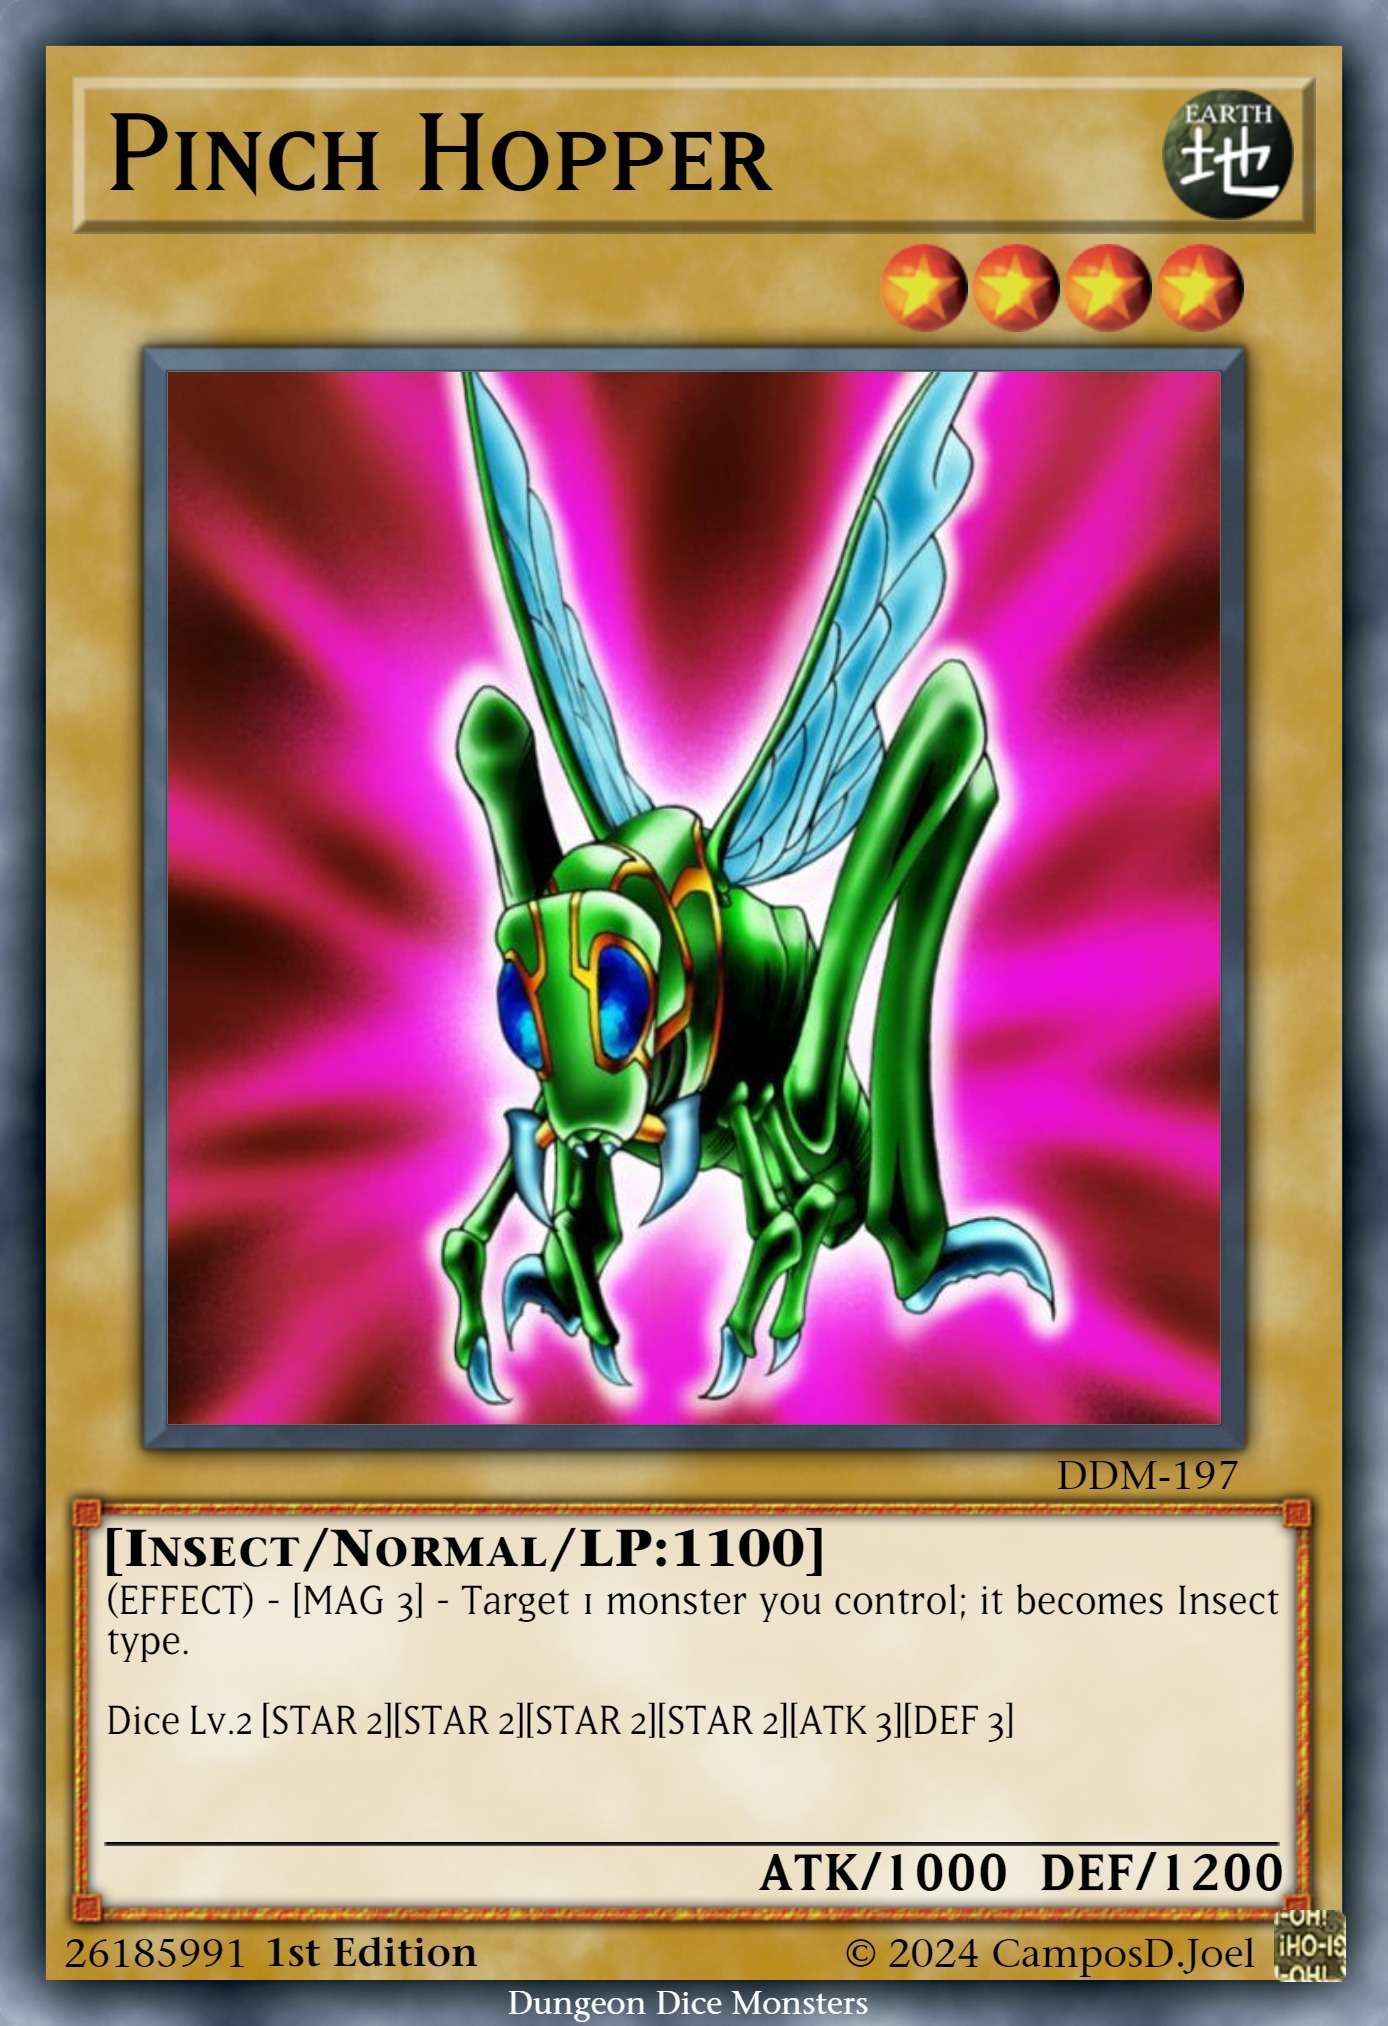 Pinch Hopper
EARTH
地
DDM-197
[Insect/Normal/LP:1100]
(EFFECT) - [MAG 3] - Target 1 monster you control; it becomes Insect
type.
Dice Lv.2 [STAR 2][STAR 2][STAR 2][STAR 2][ATK 3][DEF 3]
ATK/1000 DEF/1200
26185991 1st Edition
© 2024 CamposD.Joel
Dungeon Dice Monsters